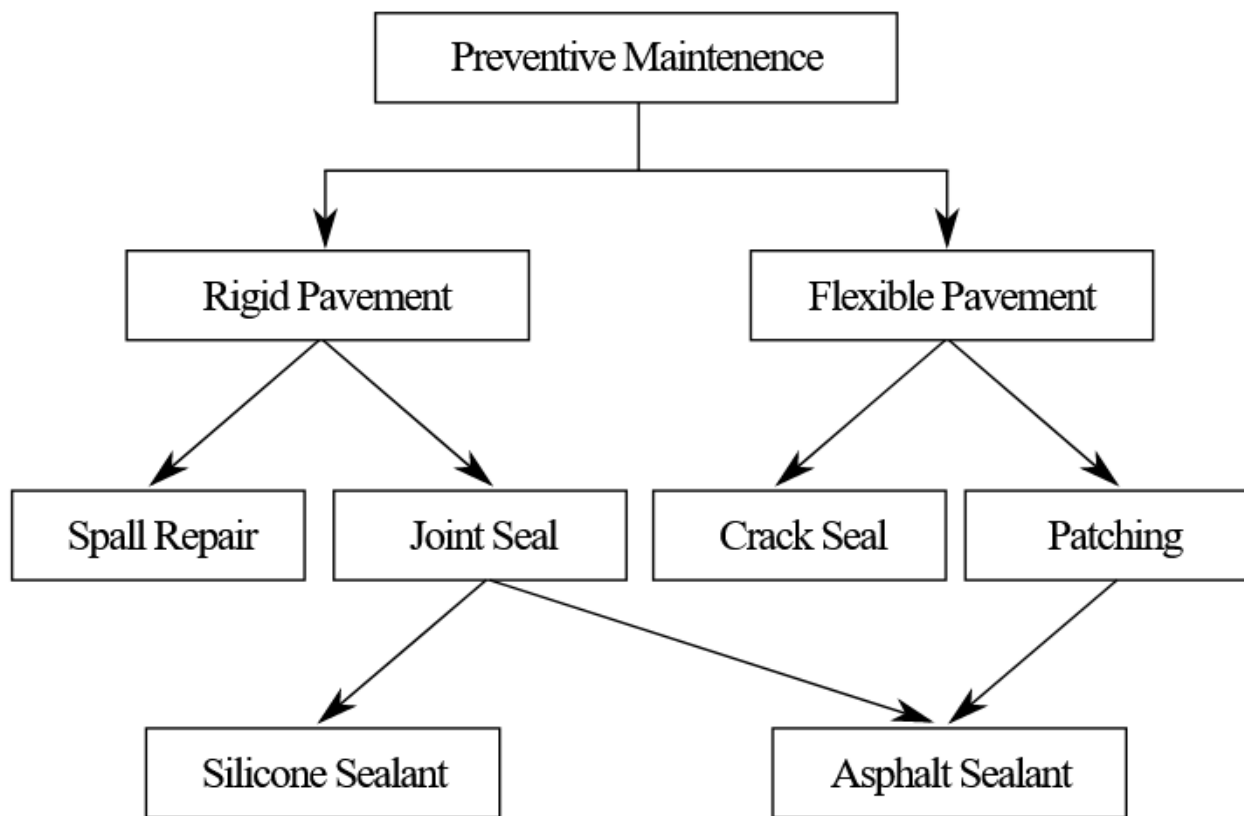 Preventive Maintenence
Rigid Pavement
Flexible Pavement
Spall Repair
Joint Seal
Crack Seal
Patching
Silicone Sealant
Asphalt Sealant